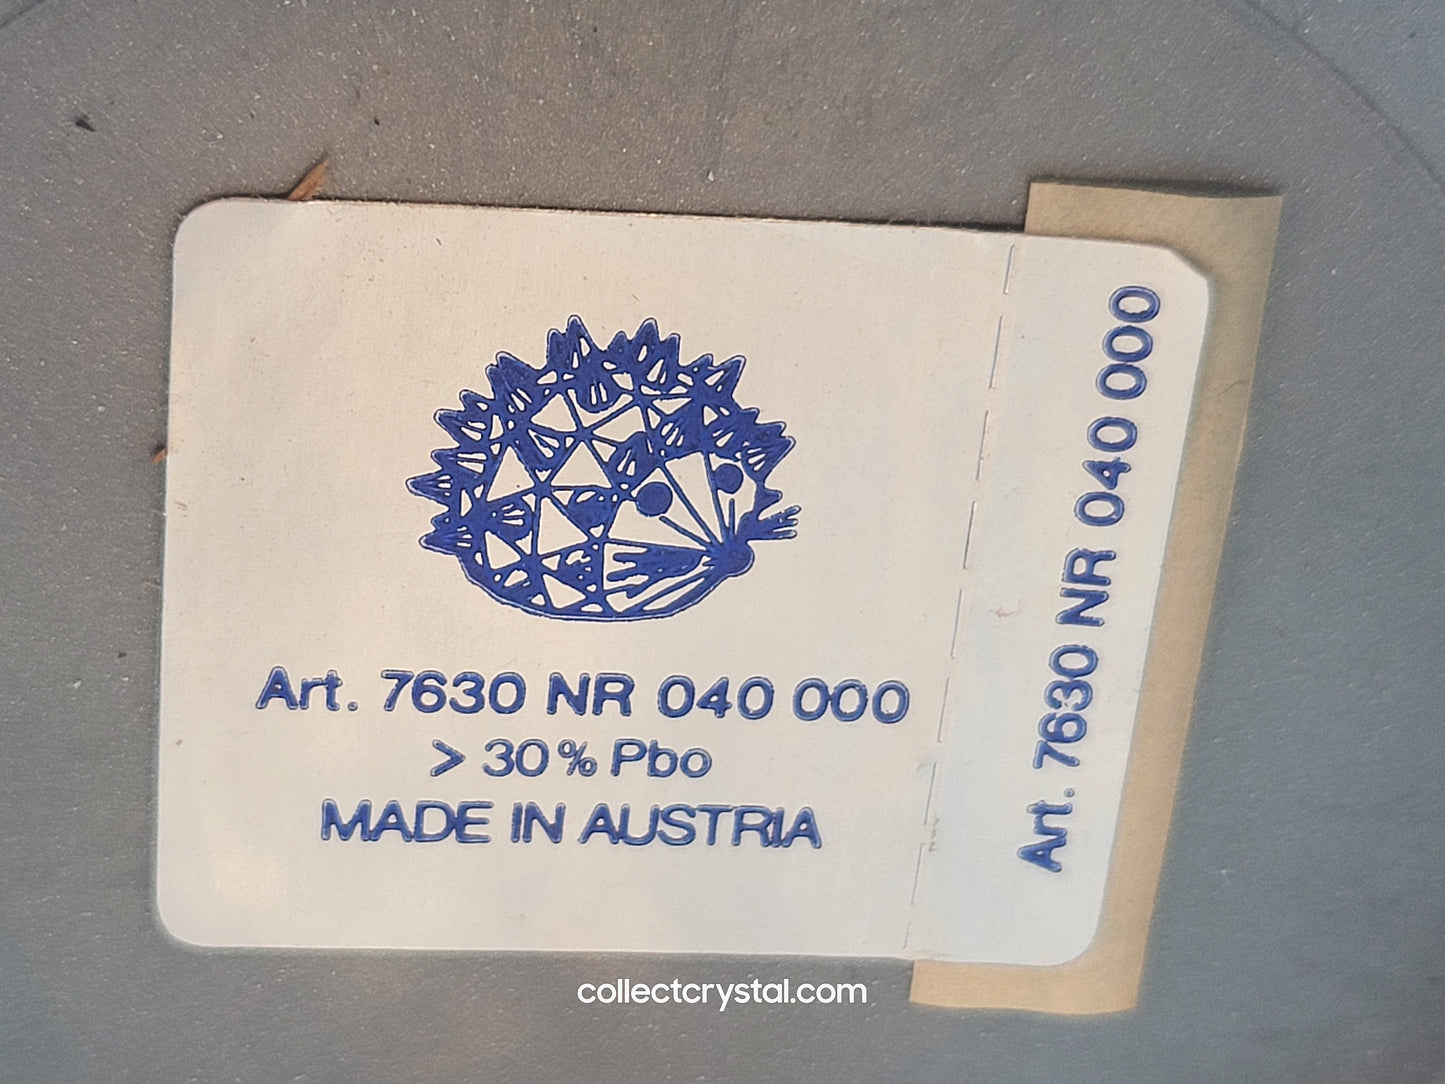 Art. 7630 NR 040 000
> 30% Pbo
MADE IN AUSTRIA
Art. 7630 NR 040 000
collectcrystal.com